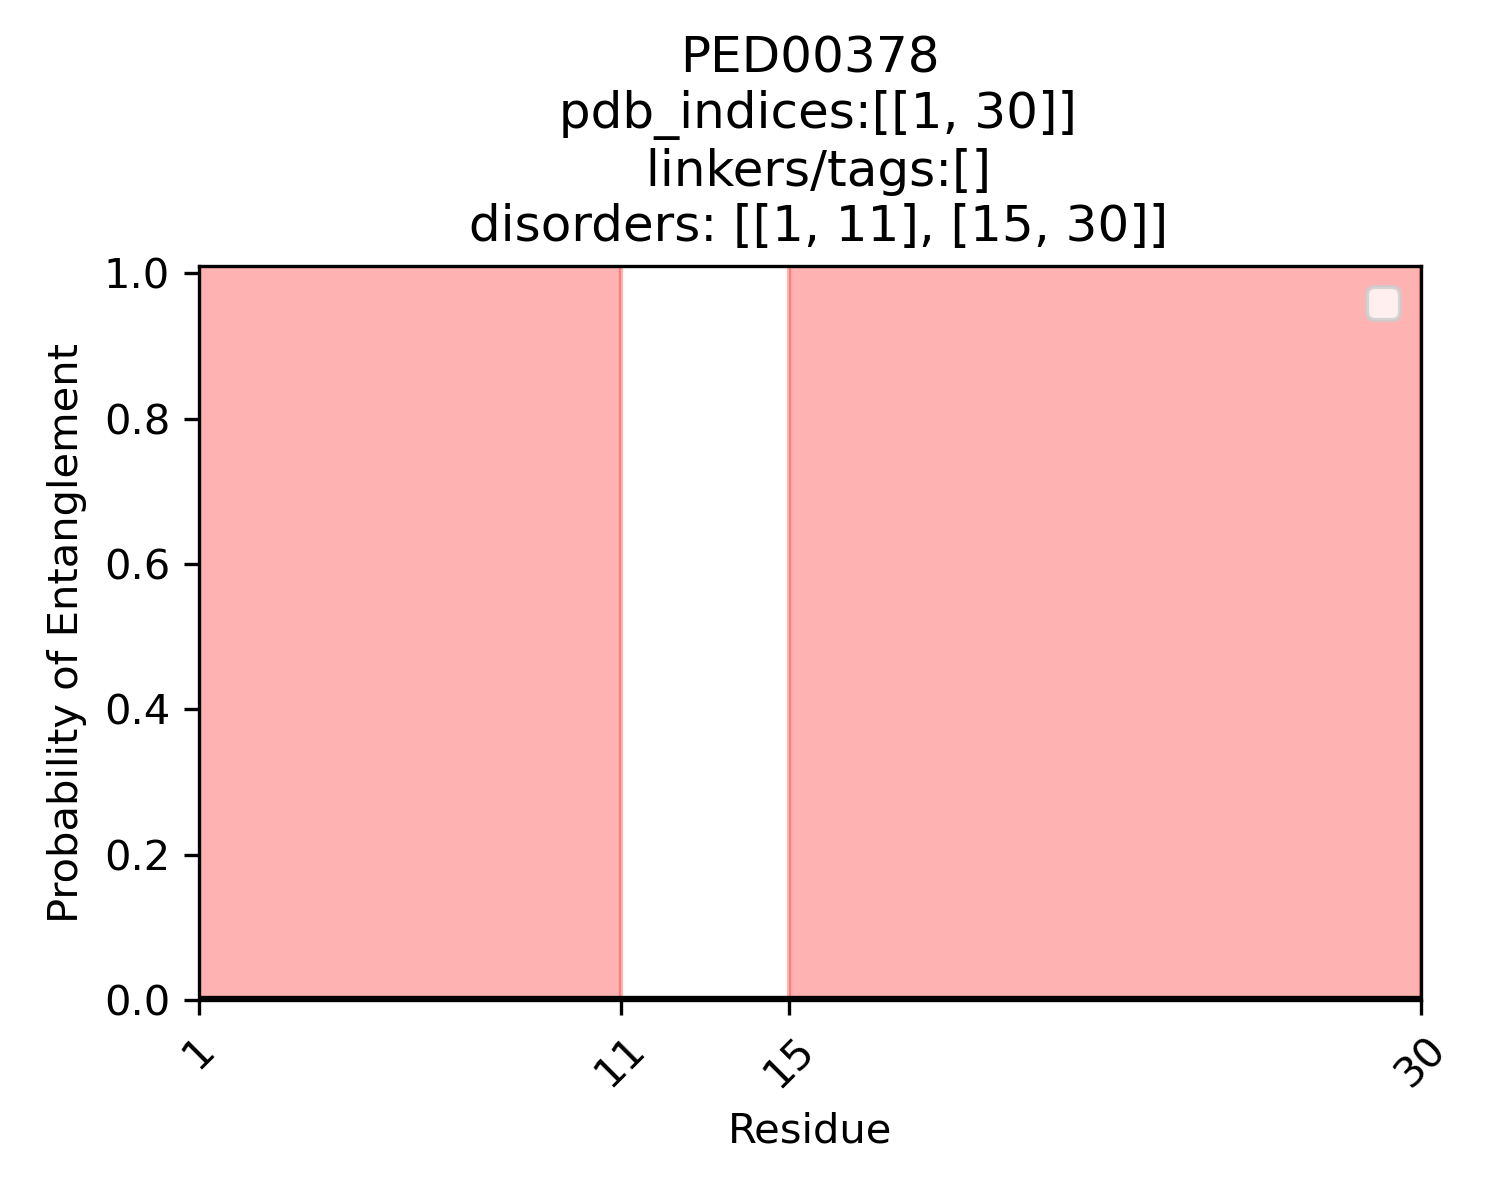 PED00378
pdb_indices:[[1, 30]]
linkers/tags:[]
disorders: [[1, 11], [15, 30]]
1.0
0.8
0.6
0.4
0.2
0.0
Probability of Entanglement
1
11
15
30
Residue